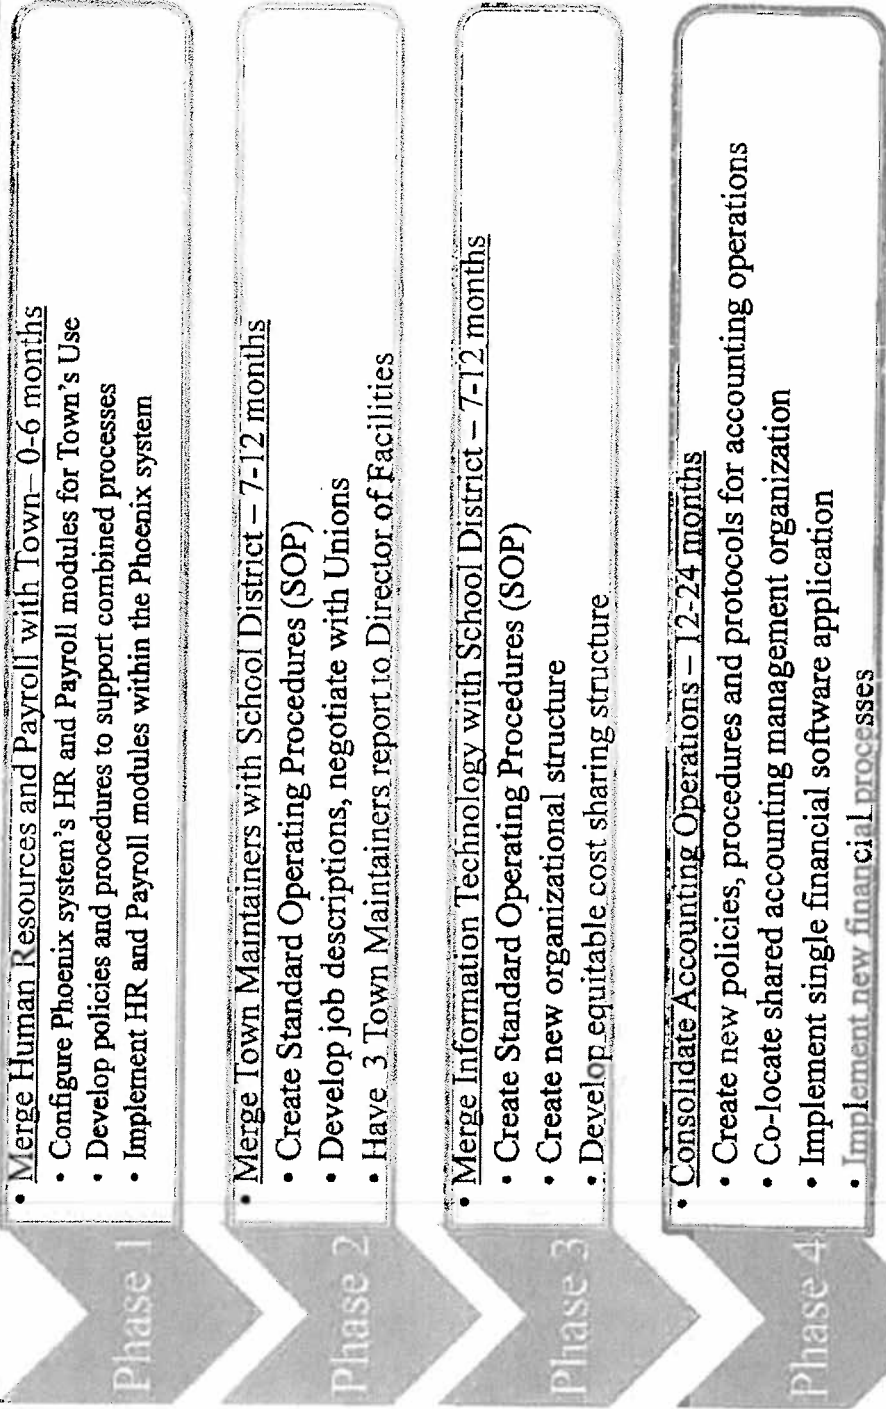 Phase 1
• Merge Human Resources and Payroll with Town– 0-6 months
• Configure Phoenix system's HR and Payroll modules for Town's Use
• Develop policies and procedures to support combined processes
• Implement HR and Payroll modules within the Phoenix system
Phase 2
• Merge Town Maintainers with School District – 7-12 months
• Create Standard Operating Procedures (SOP)
• Develop job descriptions, negotiate with Unions
• Have 3 Town Maintainers report to Director of Facilities
Phase 3
• Merge Information Technology with School District – 7-12 months
• Create Standard Operating Procedures (SOP)
• Create new organizational structure
• Develop equitable cost sharing structure
Phase 4
• Consolidate Accounting Operations – 12-24 months
• Create new policies, procedures and protocols for accounting operations
• Co-locate shared accounting management organization
• Implement single financial software application
• Implement new financial processes